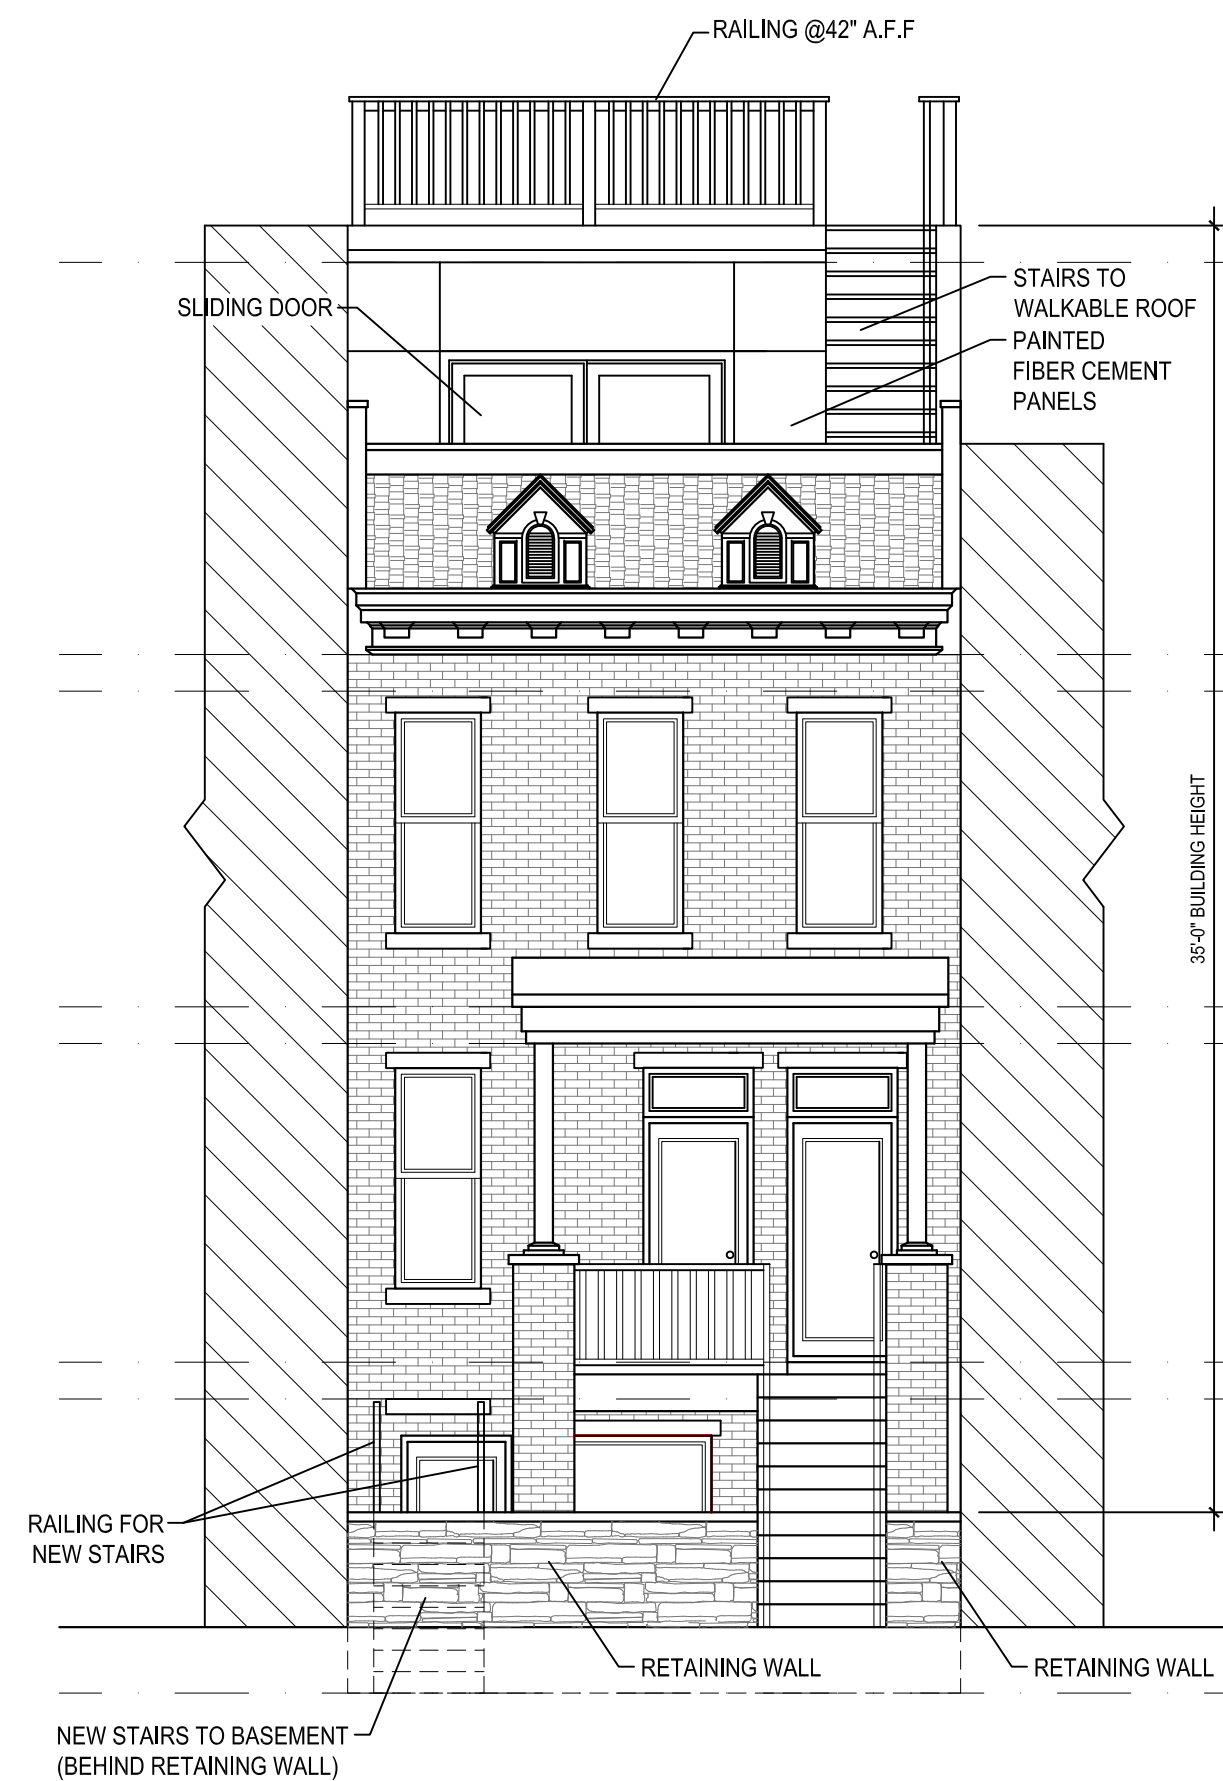 RAILING @42" A.F.F
SLIDING DOOR
STAIRS TO
WALKABLE ROOF
PAINTED
FIBER CEMENT
PANELS
35'-0" BUILDING HEIGHT
RAILING FOR
NEW STAIRS
RETAINING WALL
RETAINING WALL
NEW STAIRS TO BASEMENT
(BEHIND RETAINING WALL)